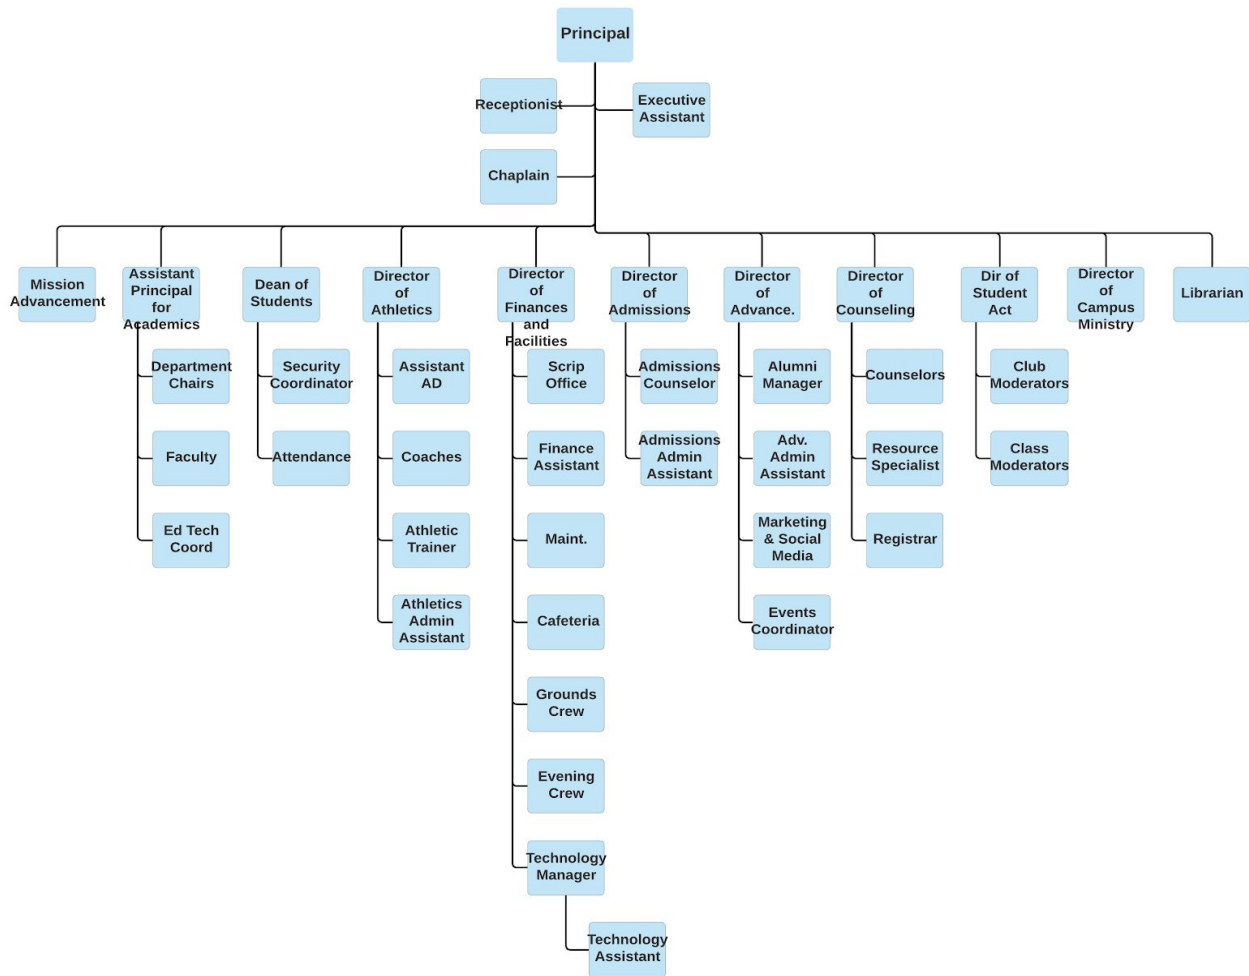 Principal
Receptionist
Executive
Assistant
Chaplain
Mission
Advancement
Assistant
Principal
for
Academics
Dean of
Students
Director
of
Athletics
Director
of
Finances
and
Facilities
Director
of
Admissions
Director
of
Advance.
Director
of
Counseling
Dir of
Student
Act
Director
of
Campus
Ministry
Librarian
Department
Chairs
Security
Coordinator
Assistant
AD
Scrip
Office
Admissions
Counselor
Alumni
Manager
Counselors
Club
Moderators
Faculty
Attendance
Coaches
Finance
Assistant
Admissions
Admin
Assistant
Adv.
Admin
Assistant
Resource
Specialist
Class
Moderators
Ed Tech
Coord
Athletic
Trainer
Maint.
Marketing
& Social
Media
Registrar
Athletics
Admin
Assistant
Cafeteria
Events
Coordinator
Grounds
Crew
Evening
Crew
Technology
Manager
Technology
Assistant